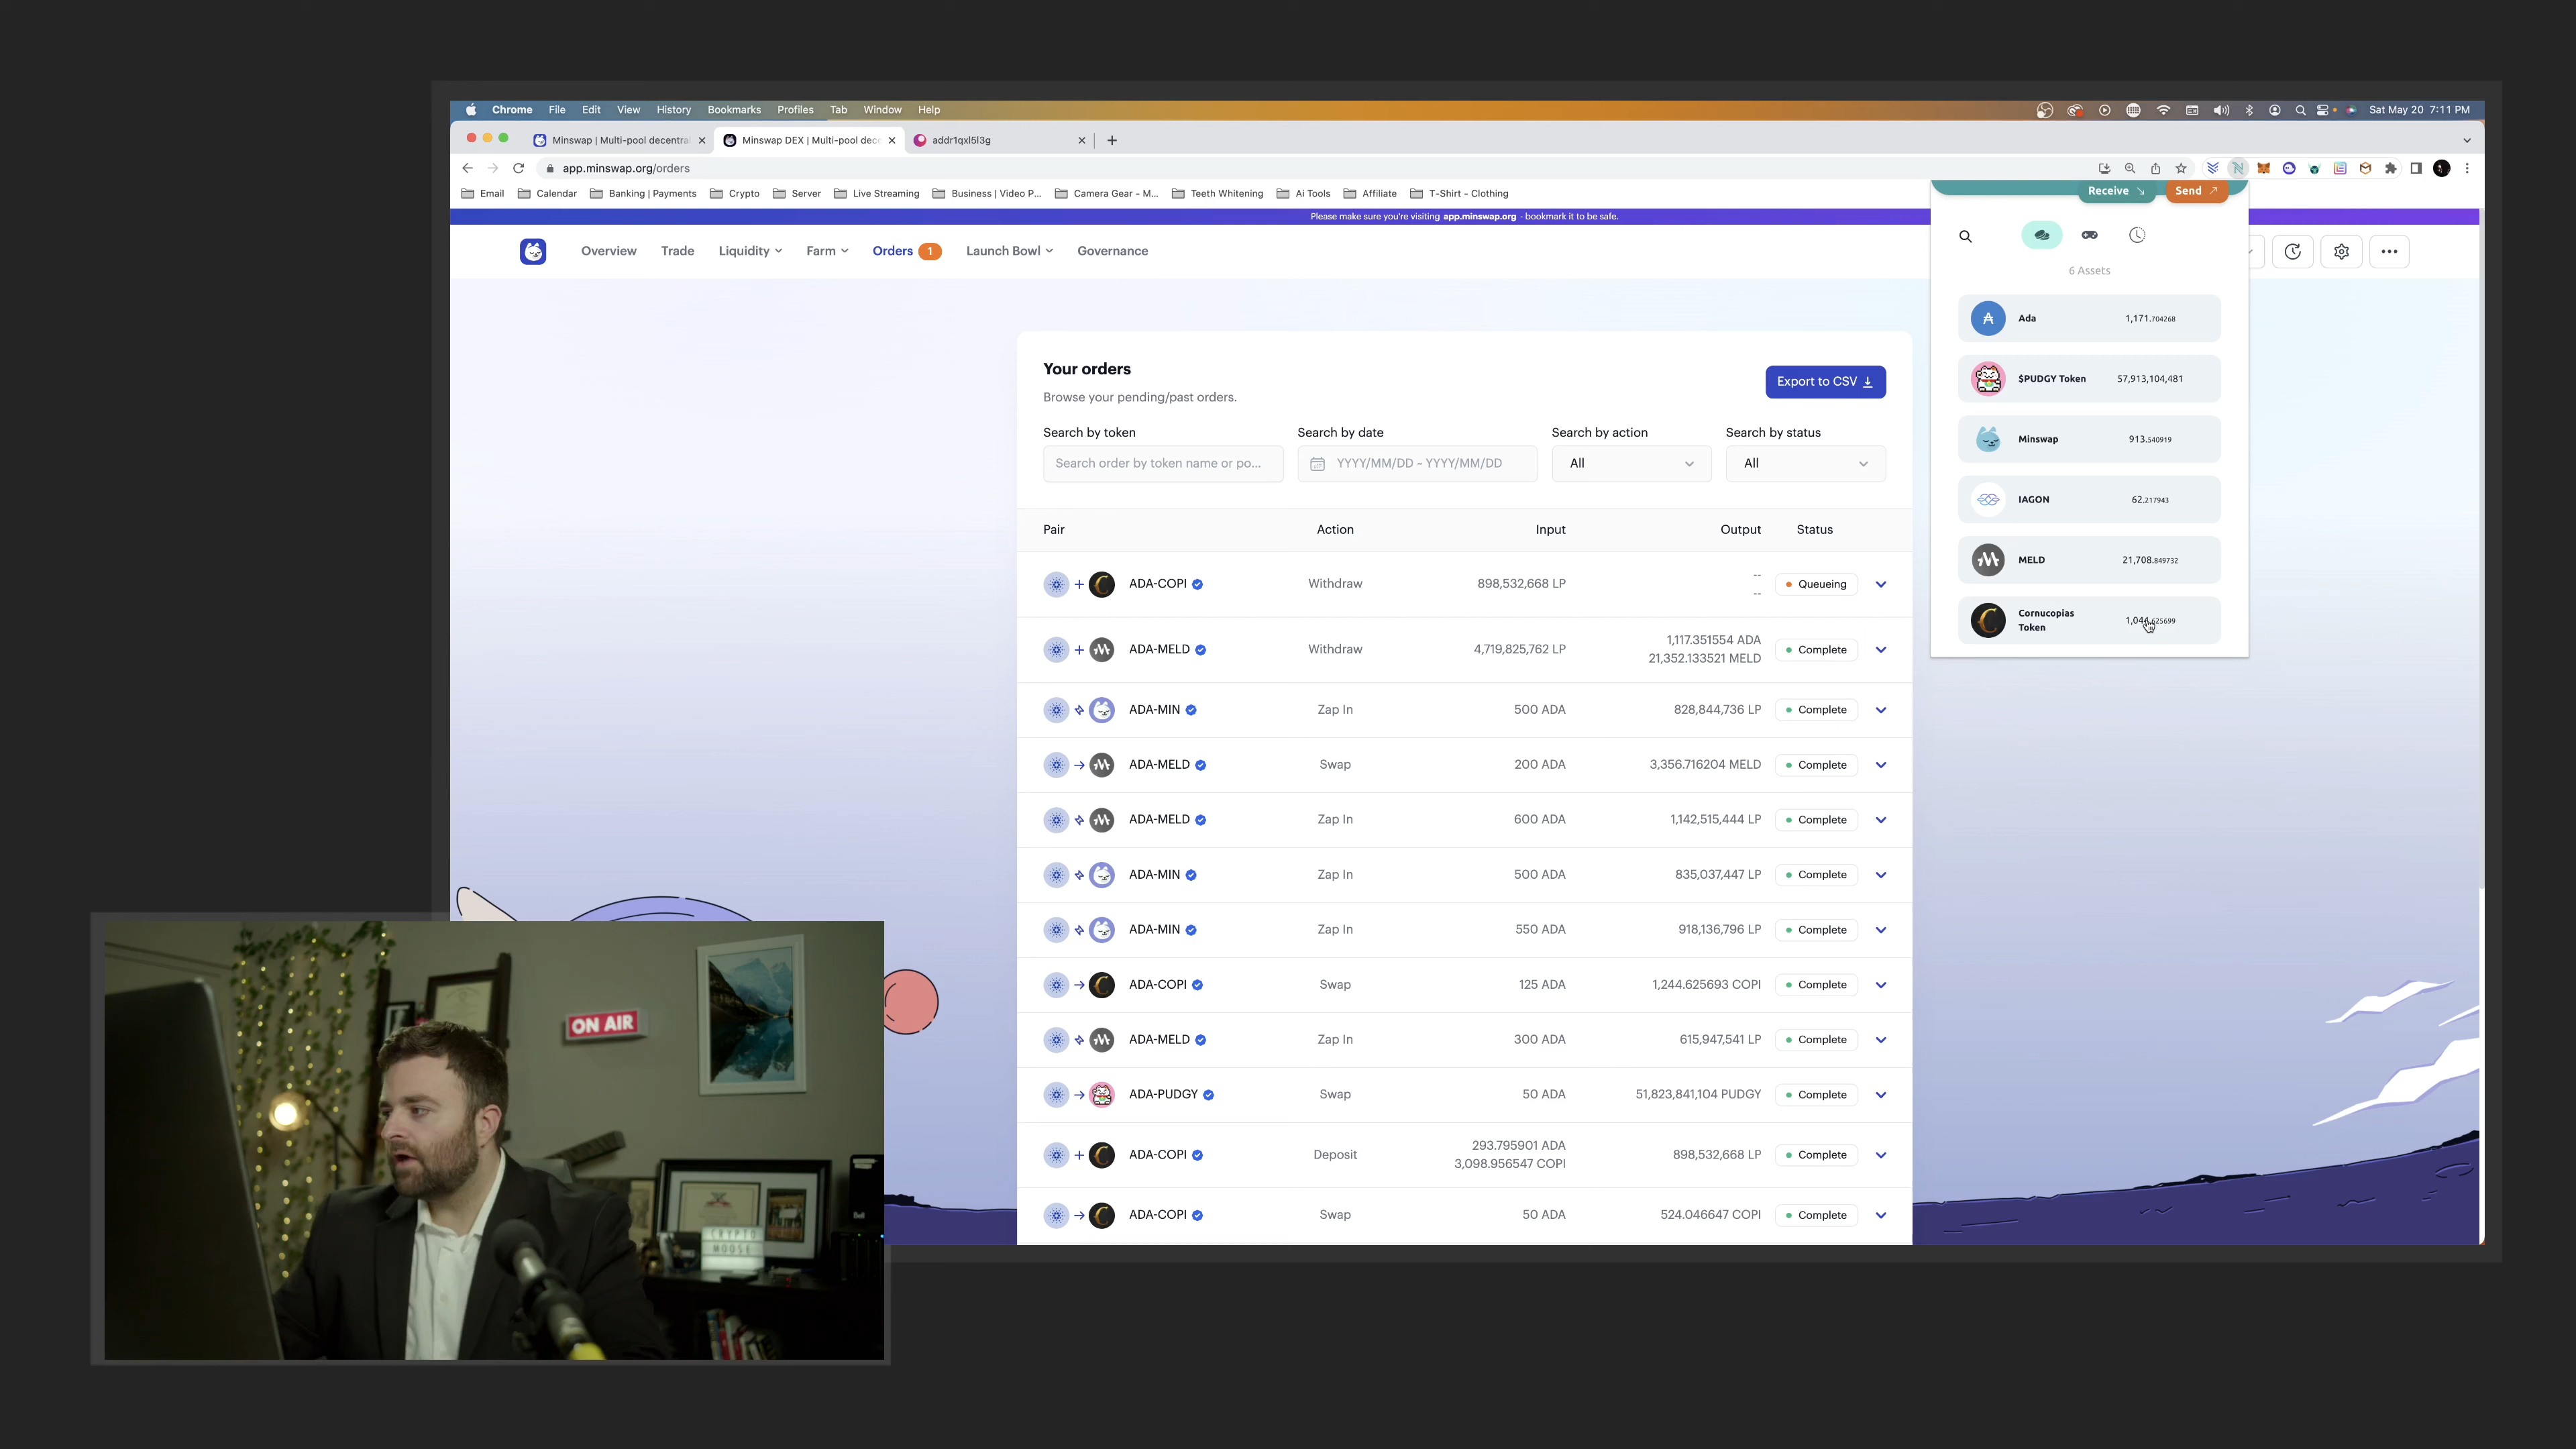 Chrome File Edit View History Bookmarks Profiles Tab Window Help
Sat May 20 7:11 PM
Minswap | Multi-pool decentral
Minswap DEX | Multi-pool dece
addr1qxl5l3g
app.minswap.org/orders
Email Calendar Banking | Payments Crypto Server Live Streaming Business | Video P... Camera Gear - M... Teeth Whitening Ai Tools Affiliate T-Shirt - Clothing
Please make sure you're visiting app.minswap.org - bookmark it to be safe.
Overview Trade Liquidity Farm Orders 1 Launch Bowl Governance
Receive Send
6 Assets
Ada 1,171.704268
$PUDGY Token 57,913,104,481
Minswap 913.540919
IAGON 62.217943
MELD 21,708.849732
Cornucopias
Token
Your orders
Export to CSV
Browse your pending/past orders.
Search by token Search by date Search by action Search by status
Search order by token name or po... YYYY/MM/DD ~ YYYY/MM/DD All All
Pair Action Input Output Status
ADA-COPI Withdraw 898,532,668 LP -- Queueing
--
ADA-MELD Withdraw 4,719,825,762 LP 1,117.351554 ADA Complete
21,352.133521 MELD
ADA-MIN Zap In 500 ADA 828,844,736 LP Complete
ADA-MELD Swap 200 ADA 3,356.716204 MELD Complete
ADA-MELD Zap In 600 ADA 1,142,515,444 LP Complete
ADA-MIN Zap In 500 ADA 835,037,447 LP Complete
ADA-MIN Zap In 550 ADA 918,136,796 LP Complete
ADA-COPI Swap 125 ADA 1,244.625693 COPI Complete
ADA-MELD Zap In 300 ADA 615,947,541 LP Complete
ADA-PUDGY Swap 50 ADA 51,823,841,104 PUDGY Complete
ADA-COPI Deposit 293.795901 ADA 898,532,668 LP Complete
3,098.956547 COPI
ADA-COPI Swap 50 ADA 524.046647 COPI Complete
ON AIR
CRYPTO
MOOSE